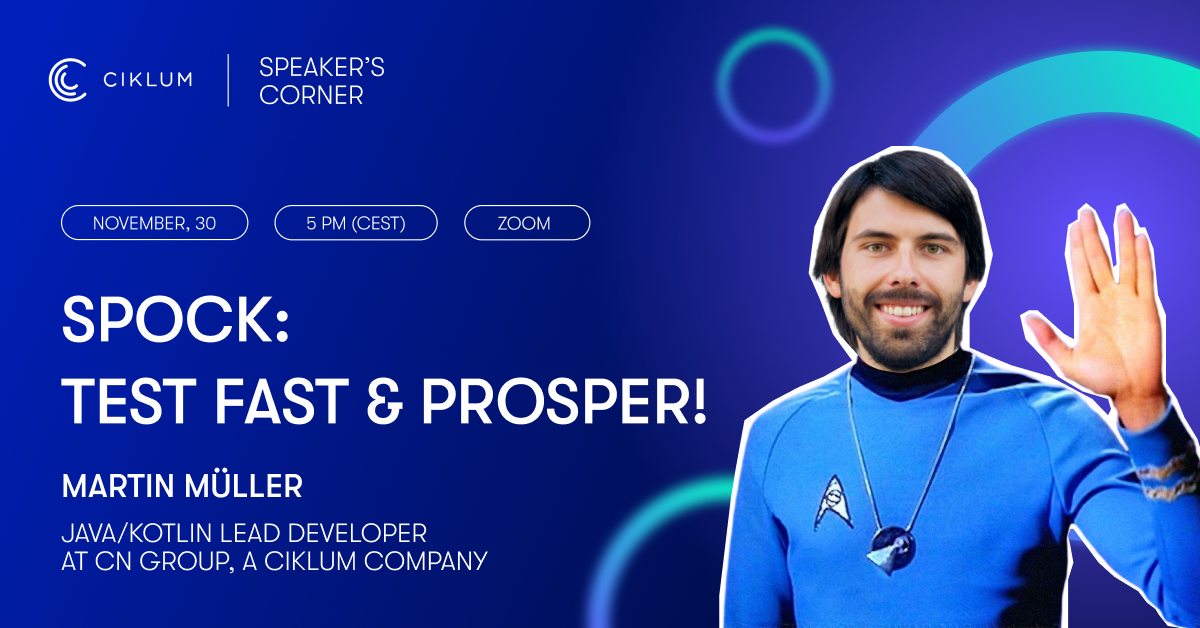 CIKLUM
SPEAKER'S
CORNER
NOVEMBER, 30
5 PM (CEST)
ZOOM
SPOCK:
TEST FAST & PROSPER!
MARTIN MÜLLER
JAVA/KOTLIN LEAD DEVELOPER
AT CN GROUP, A CIKLUM COMPANY